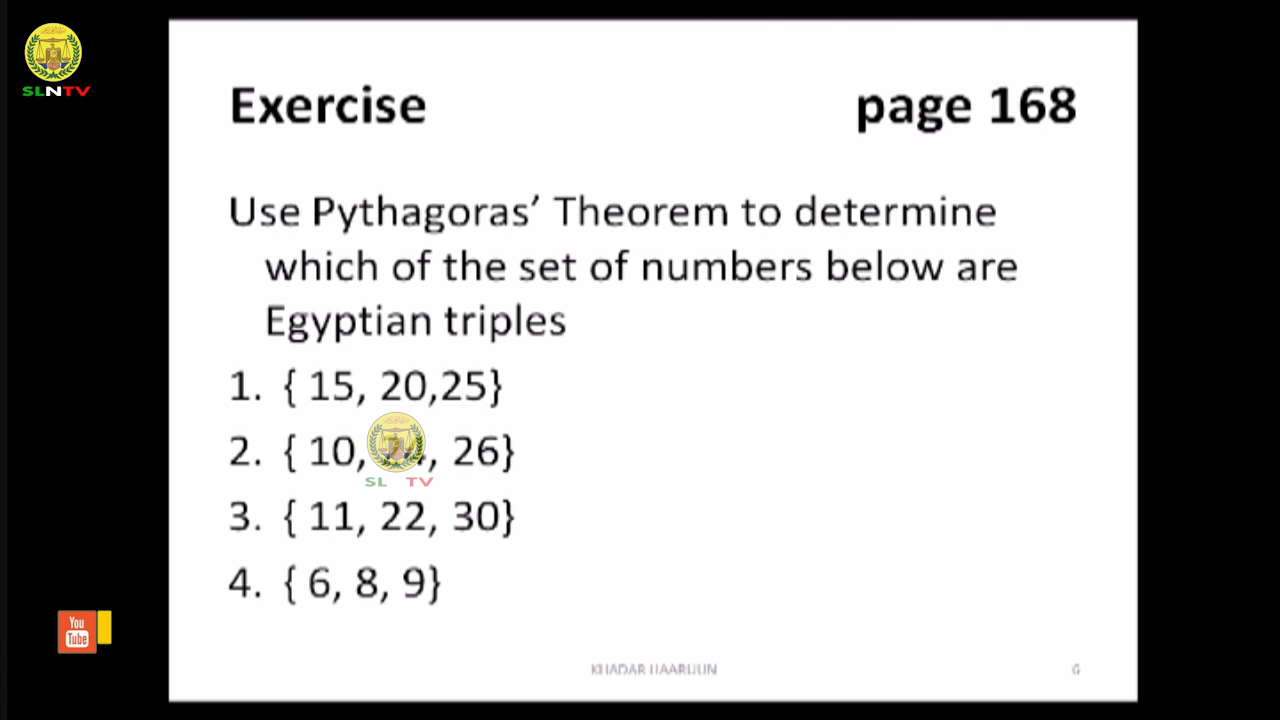 SLNTV
Exercise page 168
Use Pythagoras’ Theorem to determine
which of the set of numbers below are
Egyptian triples
1. { 15, 20,25}
2. { 10, , 26}
SL TV
3. { 11, 22, 30}
4. { 6, 8, 9}
You
Tube
KHADAR HAARUUN 6